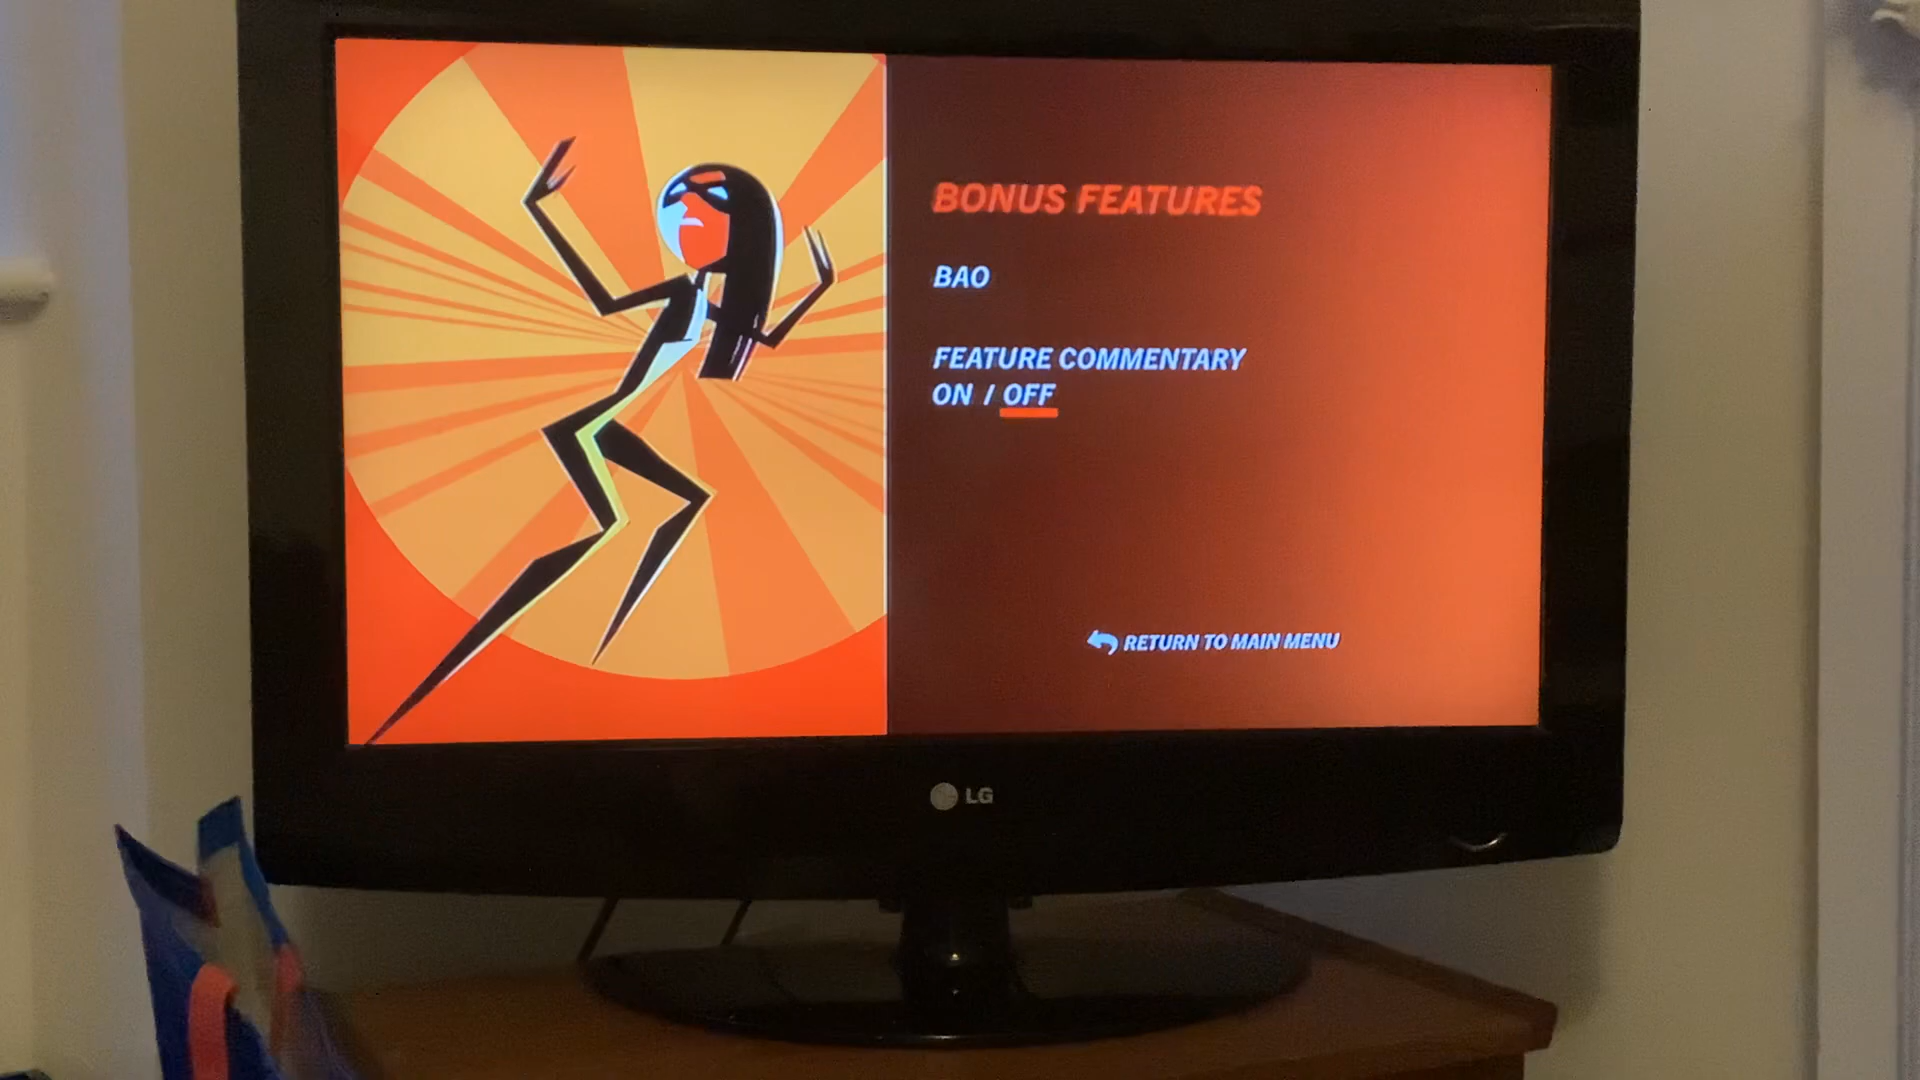 BONUS FEATURES
BAO
FEATURE COMMENTARY
ON / OFF
RETURN TO MAIN MENU
LG